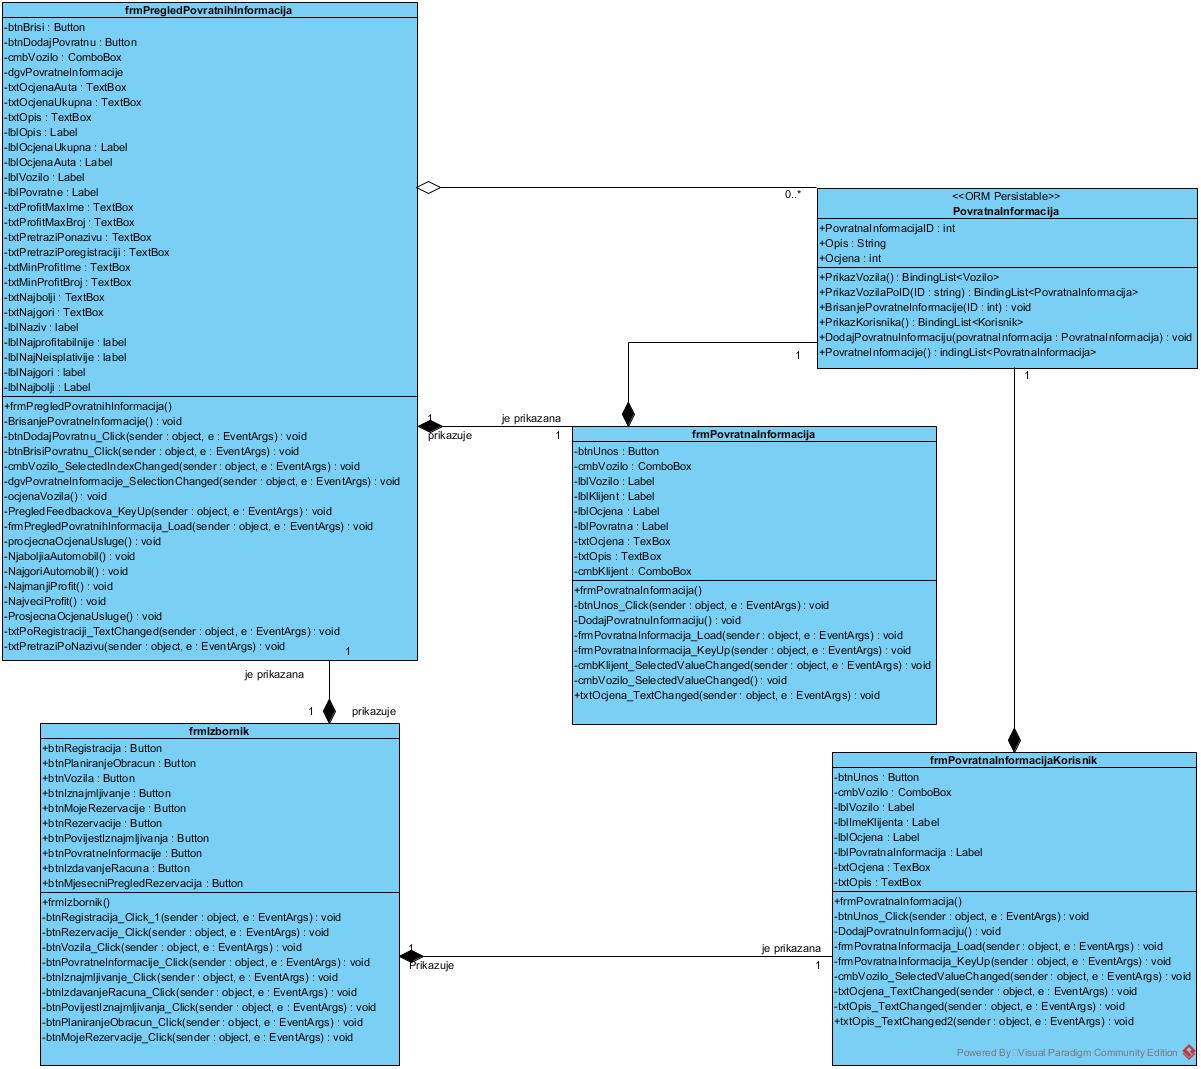 frmPregledPovratnihInformacija
-btnBrisi : Button
-btnDodajPovratnu : Button
-cmbVozilo : ComboBox
-dgvPovratneInformacije
-txtOcjenaAuta : TextBox
-txtOcjenaUkupna : TextBox
-txtOpis : TextBox
-lblOpis : Label
-lblOcjenaUkupna : Label
-lblOcjenaAuta : Label
-lblVozilo : Label
-lblPovratne : Label
-txtProfitMaxIme : TextBox
-txtProfitMaxBroj : TextBox
-txtPretraziPonazivu : TextBox
-txtPretraziPoregistraciji : TextBox
-txtMinProfitIme : TextBox
-txtMinProfitBroj : TextBox
-txtNajbolji : TextBox
-txtNajgori : TextBox
-lblNaziv : label
-lblNajprofitabilnije : label
-lblNajNeisplativije : label
-lblNajgori : label
-lblNajbolji : Label
+frmPregledPovratnihInformacija()
-BrisanjePovratneInformacije() : void
-btnDodajPovratnu_Click(sender : object, e : EventArgs) : void
-btnBrisiPovratnu_Click(sender : object, e : EventArgs) : void
-cmbVozilo_SelectedIndexChanged(sender : object, e : EventArgs) : void
-dgvPovratneInformacije_SelectionChanged(sender : object, e : EventArgs) : void
-ocjenaVozila() : void
-PregledFeedbackova_KeyUp(sender : object, e : EventArgs) : void
-frmPregledPovratnihInformacija_Load(sender : object, e : EventArgs) : void
-procjecnaOcjenaUsluge() : void
-NjaboljiaAutomobil() : void
-NajgoriAutomobil() : void
-NajmanjiProfit() : void
-NajveciProfit() : void
-ProsjecnaOcjenaUsluge() : void
-txtPoRegistraciji_TextChanged(sender : object, e : EventArgs) : void
-txtPretraziPoNazivu(sender : object, e : EventArgs) : void
0..*
<<ORM Persistable>>
PovratnaInformacija
+PovratnaInformacijaID : int
+Opis : String
+Ocjena : int
+PrikazVozila() : BindingList<Vozilo>
+PrikazVozilaPoID(ID : string) : BindingList<PovratnaInformacija>
+BrisanjePovratneInformacije(ID : int) : void
+PrikazKorisnika() : BindingList<Korisnik>
+DodajPovratnuInformaciju(povratnaInformacija : PovratnaInformacija) : void
+PovratneInformacije() : indingList<PovratnaInformacija>
1
1
1
prikazuje
je prikazana
1
frmPovratnaInformacija
-btnUnos : Button
-cmbVozilo : ComboBox
-lblVozilo : Label
-lblKlijent : Label
-lblOcjena : Label
-lblPovratna : Label
-txtOcjena : TexBox
-txtOpis : TextBox
-cmbKlijent : ComboBox
+frmPovratnaInformacija()
-btnUnos_Click(sender : object, e : EventArgs) : void
-DodajPovratnuInformaciju() : void
-frmPovratnaInformacija_Load(sender : object, e : EventArgs) : void
-frmPovratnaInformacija_KeyUp(sender : object, e : EventArgs) : void
-cmbKlijent_SelectedValueChanged(sender : object, e : EventArgs) : void
-cmbVozilo_SelectedValueChanged() : void
+txtOcjena_TextChanged(sender : object, e : EventArgs) : void
1
je prikazana
1
prikazuje
frmIzbornik
+btnRegistracija : Button
+btnPlaniranjeObracun : Button
+btnVozila : Button
+btnIznajmljivanje : Button
+btnMojeRezervacije : Button
+btnRezervacije : Button
+btnPovijestIznajmljivanja : Button
+btnPovratneInformacije : Button
+btnIzdavanjeRacuna : Button
+btnMjesecniPregledRezervacija : Button
+frmIzbornik()
-btnRegistracija_Click_1(sender : object, e : EventArgs) : void
-btnRezervacije_Click(sender : object, e : EventArgs) : void
-btnVozila_Click(sender : object, e : EventArgs) : void
-btnPovratneInformacije_Click(sender : object, e : EventArgs) : void
-btnIznajmljivanje_Click(sender : object, e : EventArgs) : void
-btnIzdavanjeRacuna_Click(sender : object, e : EventArgs) : void
-btnPovijestIznajmljivanja_Click(sender : object, e : EventArgs) : void
-btnPlaniranjeObracun_Click(sender : object, e : EventArgs) : void
-btnMojeRezervacije_Click(sender : object, e : EventArgs) : void
1
Prikazuje
je prikazana
1
frmPovratnaInformacijaKorisnik
-btnUnos : Button
-cmbVozilo : ComboBox
-lblVozilo : Label
-lblImeKlijenta : Label
-lblOcjena : Label
-lblPovratnaInformacija : Label
-txtOcjena : TexBox
-txtOpis : TextBox
+frmPovratnaInformacija()
-btnUnos_Click(sender : object, e : EventArgs) : void
-DodajPovratnuInformaciju() : void
-frmPovratnaInformacija_Load(sender : object, e : EventArgs) : void
-frmPovratnaInformacija_KeyUp(sender : object, e : EventArgs) : void
-cmbVozilo_SelectedValueChanged(sender : object, e : EventArgs) : void
-txtOcjena_TextChanged(sender : object, e : EventArgs) : void
-txtOpis_TextChanged(sender : object, e : EventArgs) : void
+txtOpis_TextChanged2(sender : object, e : EventArgs) : void
Powered By Visual Paradigm Community Edition